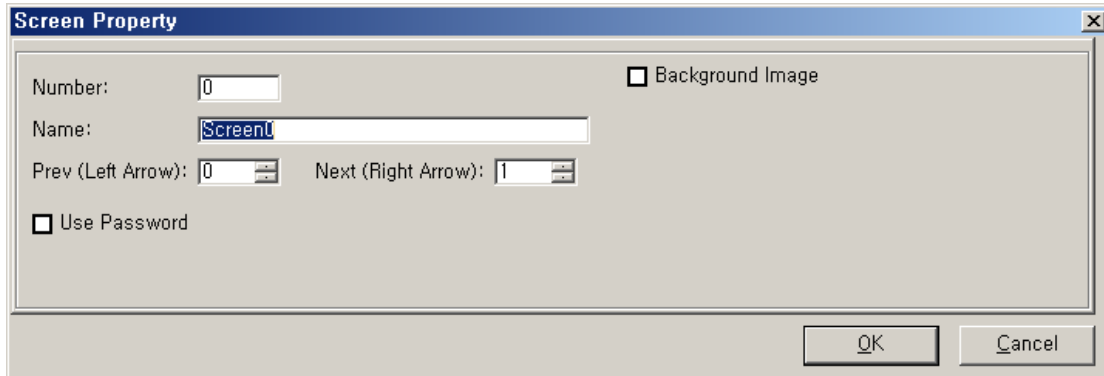 Screen Property
Number: 0
Background Image
Name: Screen0
Prev (Left Arrow): 0 Next (Right Arrow): 1
Use Password
OK Cancel